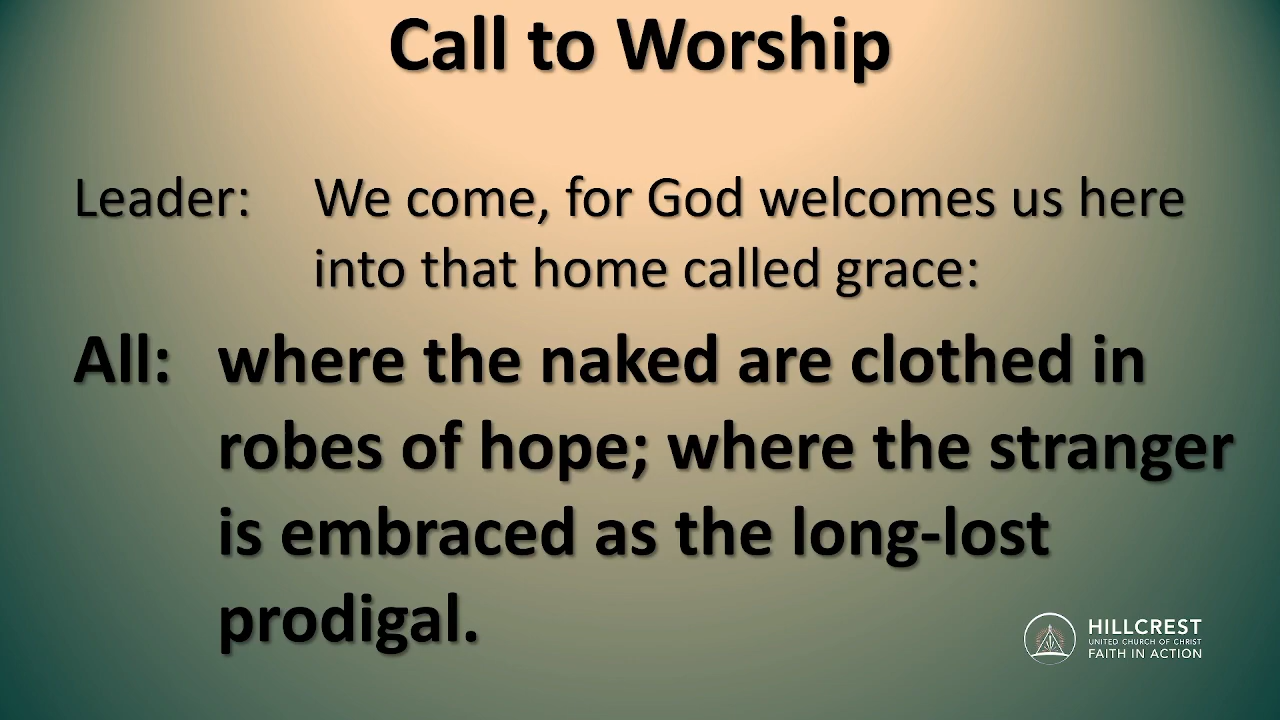 Call to Worship
Leader: We come, for God welcomes us here
into that home called grace:
All: where the naked are clothed in
robes of hope; where the stranger
is embraced as the long-lost
prodigal.
HILLCREST
UNITED CHURCH OF CHRIST
FAITH IN ACTION